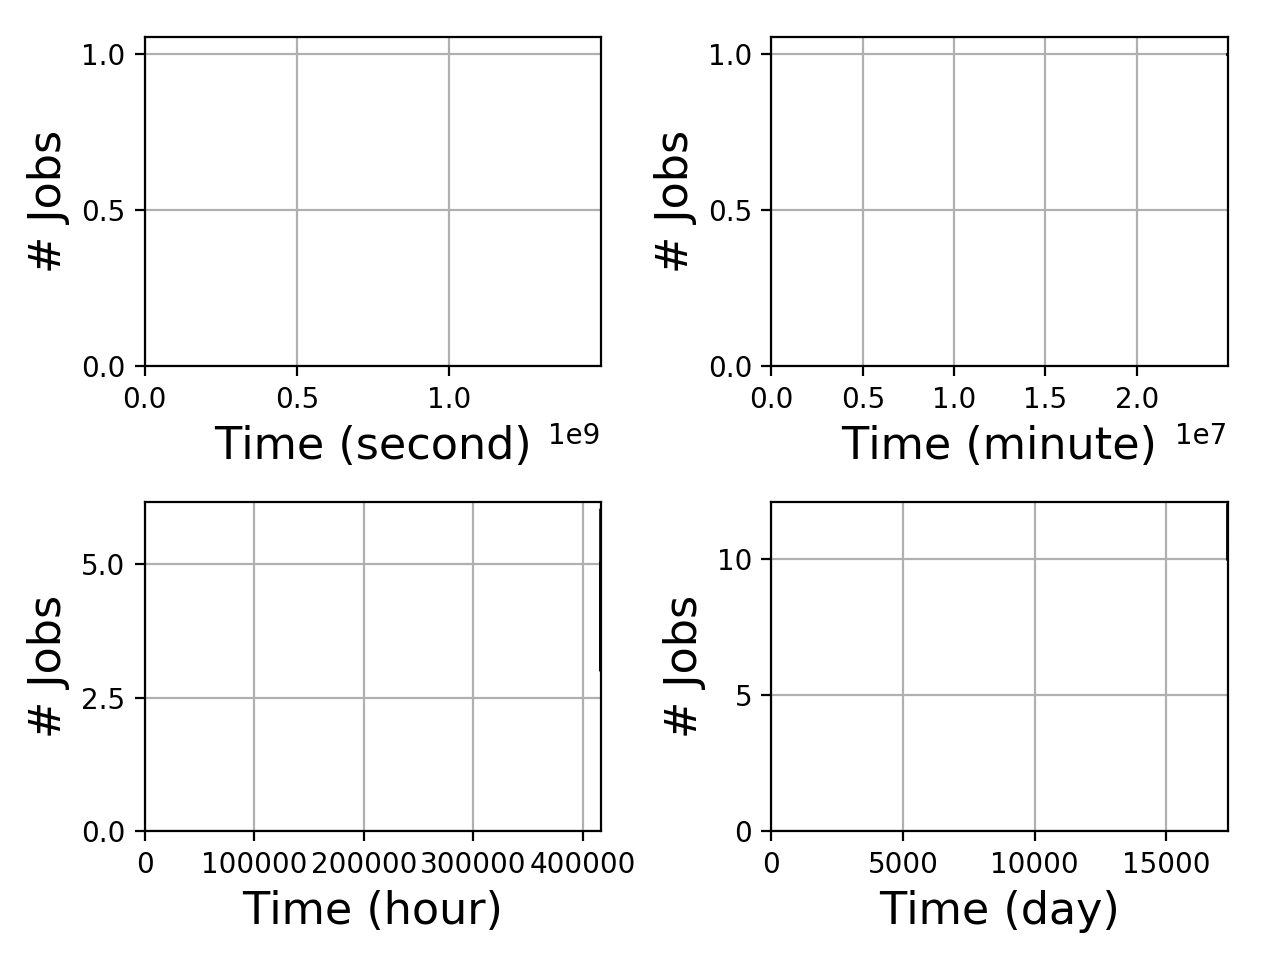 1.0
0.5
0.0
# Jobs
0.0 0.5 1.0
Time (second) 1e9
1.0
0.5
0.0
# Jobs
0.0 0.5 1.0 1.5 2.0
Time (minute) 1e7
5.0
2.5
0.0
# Jobs
0 100000 200000 300000 400000
Time (hour)
10
5
0
# Jobs
0 5000 10000 15000
Time (day)